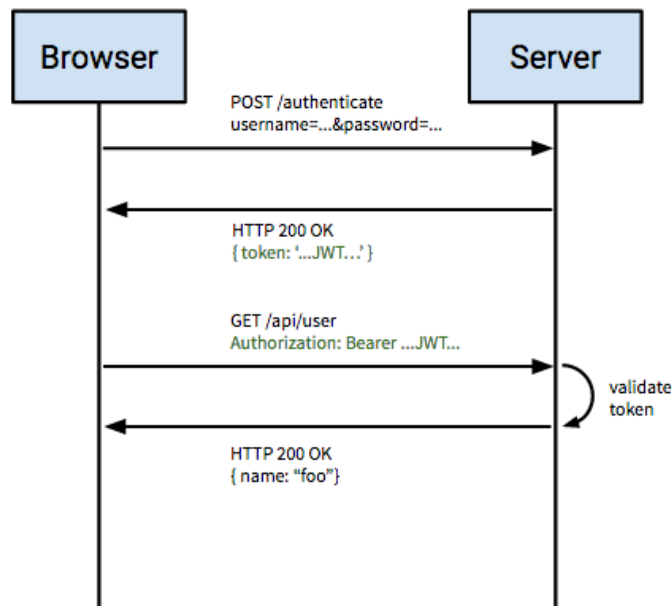 Browser
Server
POST /authenticate
username=...&password=...
HTTP 200 OK
{ token: ‘...JWT...’ }
GET /api/user
Authorization: Bearer ...JWT...
validate
token
HTTP 200 OK
{ name: “foo”}